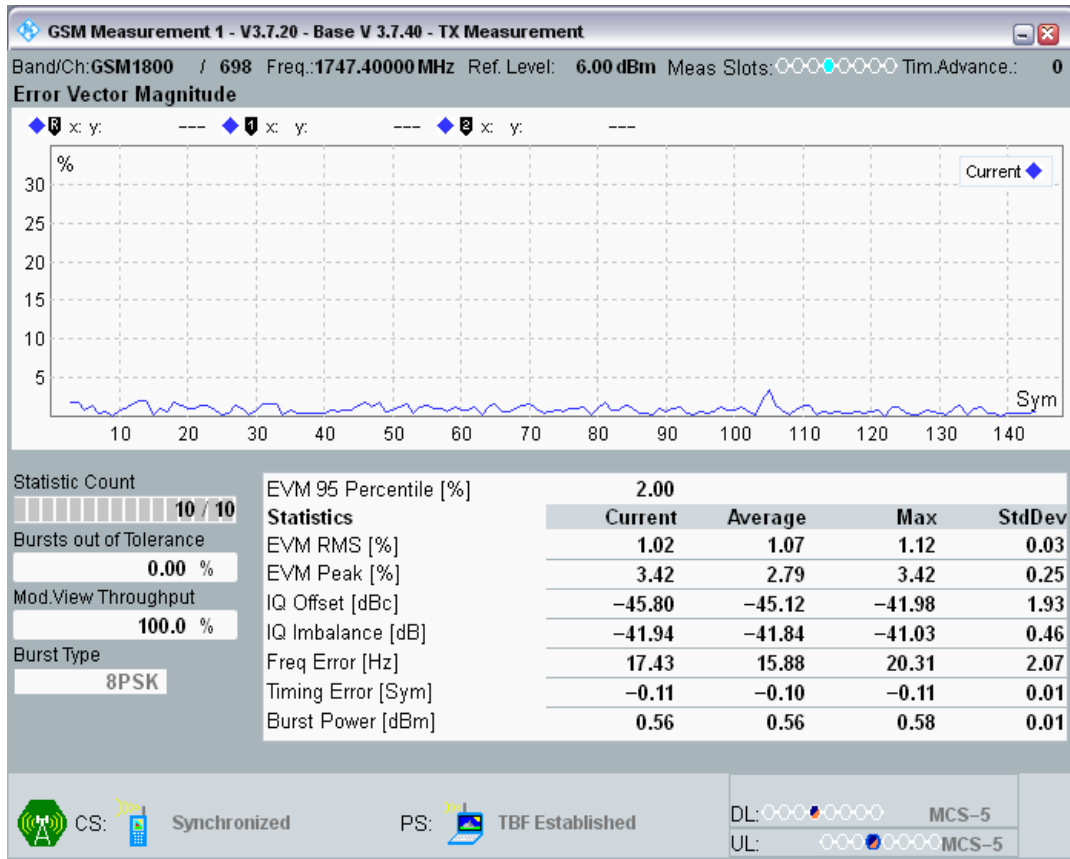 GSM Measurement 1 - V3.7.20 - Base V 3.7.40 - TX Measurement
Band/Ch:GSM1800 / 698 Freq.:1747.40000 MHz Ref. Level: 6.00 dBm Meas Slots: Tim.Advance.: 0
Error Vector Magnitude
R x: y: --- 1 x: y: --- 2 x: y: ---
%
Current
30
25
20
15
10
5
Sym
10 20 30 40 50 60 70 80 90 100 110 120 130 140
Statistic Count
10 / 10
Bursts out of Tolerance
0.00 %
Mod.View Throughput
100.0 %
Burst Type
8PSK
EVM 95 Percentile [%] 2.00
Statistics Current Average Max StdDev
EVM RMS [%] 1.02 1.07 1.12 0.03
EVM Peak [%] 3.42 2.79 3.42 0.25
IQ Offset [dBc] −45.80 −45.12 −41.98 1.93
IQ Imbalance [dB] −41.94 −41.84 −41.03 0.46
Freq Error [Hz] 17.43 15.88 20.31 2.07
Timing Error [Sym] −0.11 −0.10 −0.11 0.01
Burst Power [dBm] 0.56 0.56 0.58 0.01
CS: Synchronized PS: TBF Established
DL: MCS−5
UL: MCS−5